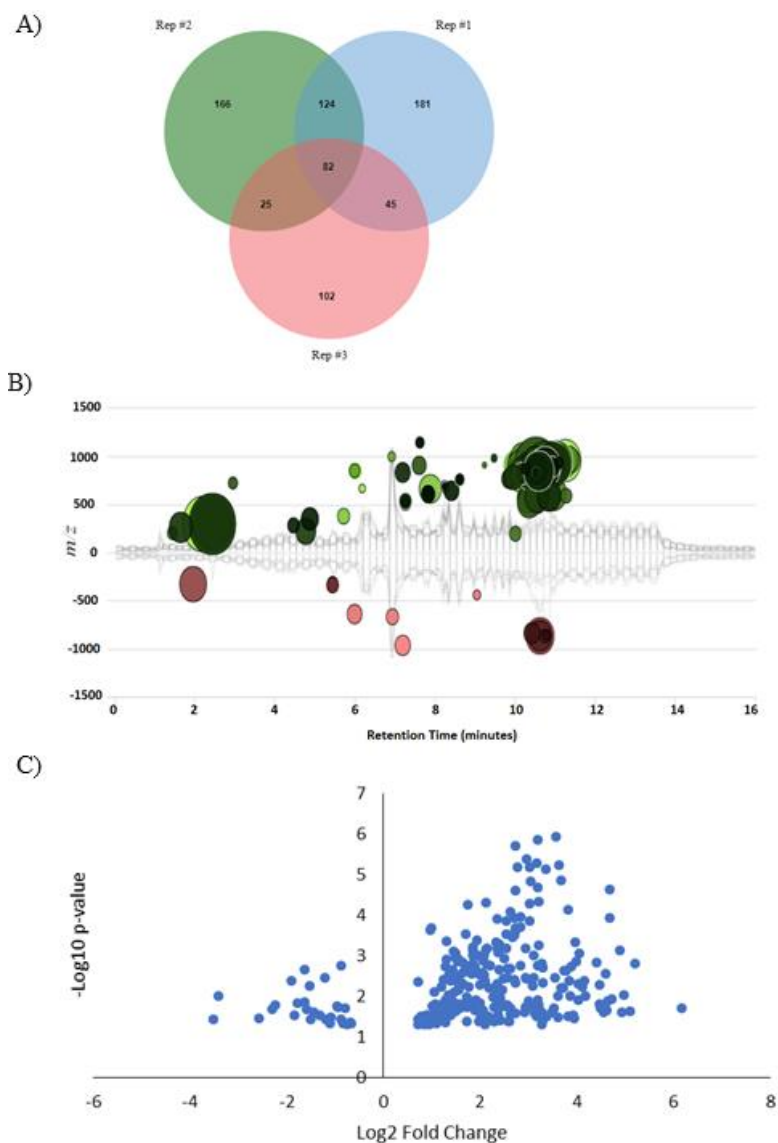 A)
Rep #2
Rep #1
166
124
181
82
25
45
102
Rep #3
B)
1500
1000
500
0
-500
-1000
-1500
m/z
0 2 4 6 8 10 12 14 16
Retention Time (minutes)
C)
7
6
5
4
3
2
1
0
-Log10 p-value
-6 -4 -2 0 2 4 6 8
Log2 Fold Change